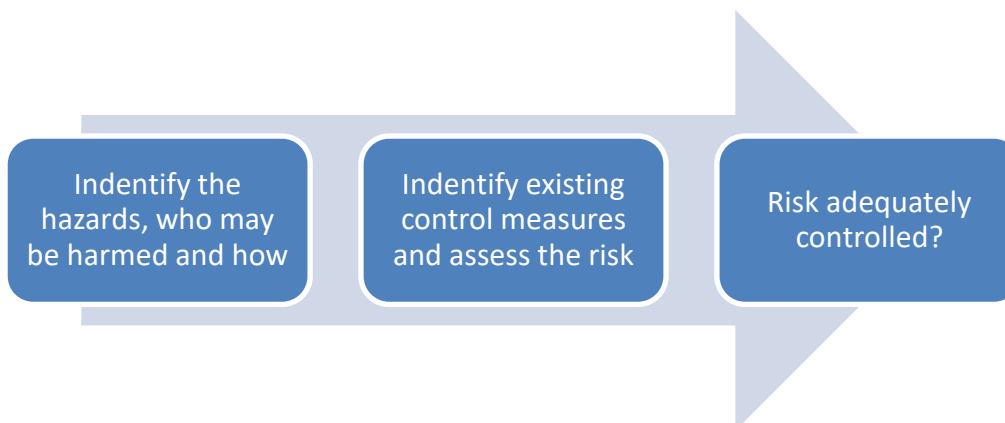 Indentify the
hazards, who may
be harmed and how
Indentify existing
control measures
and assess the risk
Risk adequately
controlled?